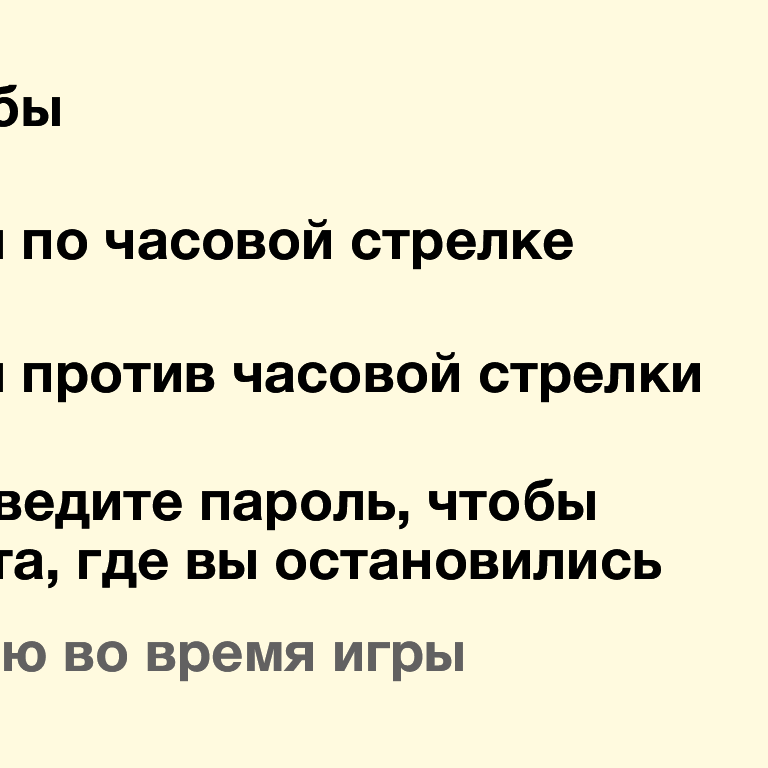 бы
по часовой стрелке
против часовой стрелки
ведите пароль, чтобы
та, где вы остановились
ю во время игры